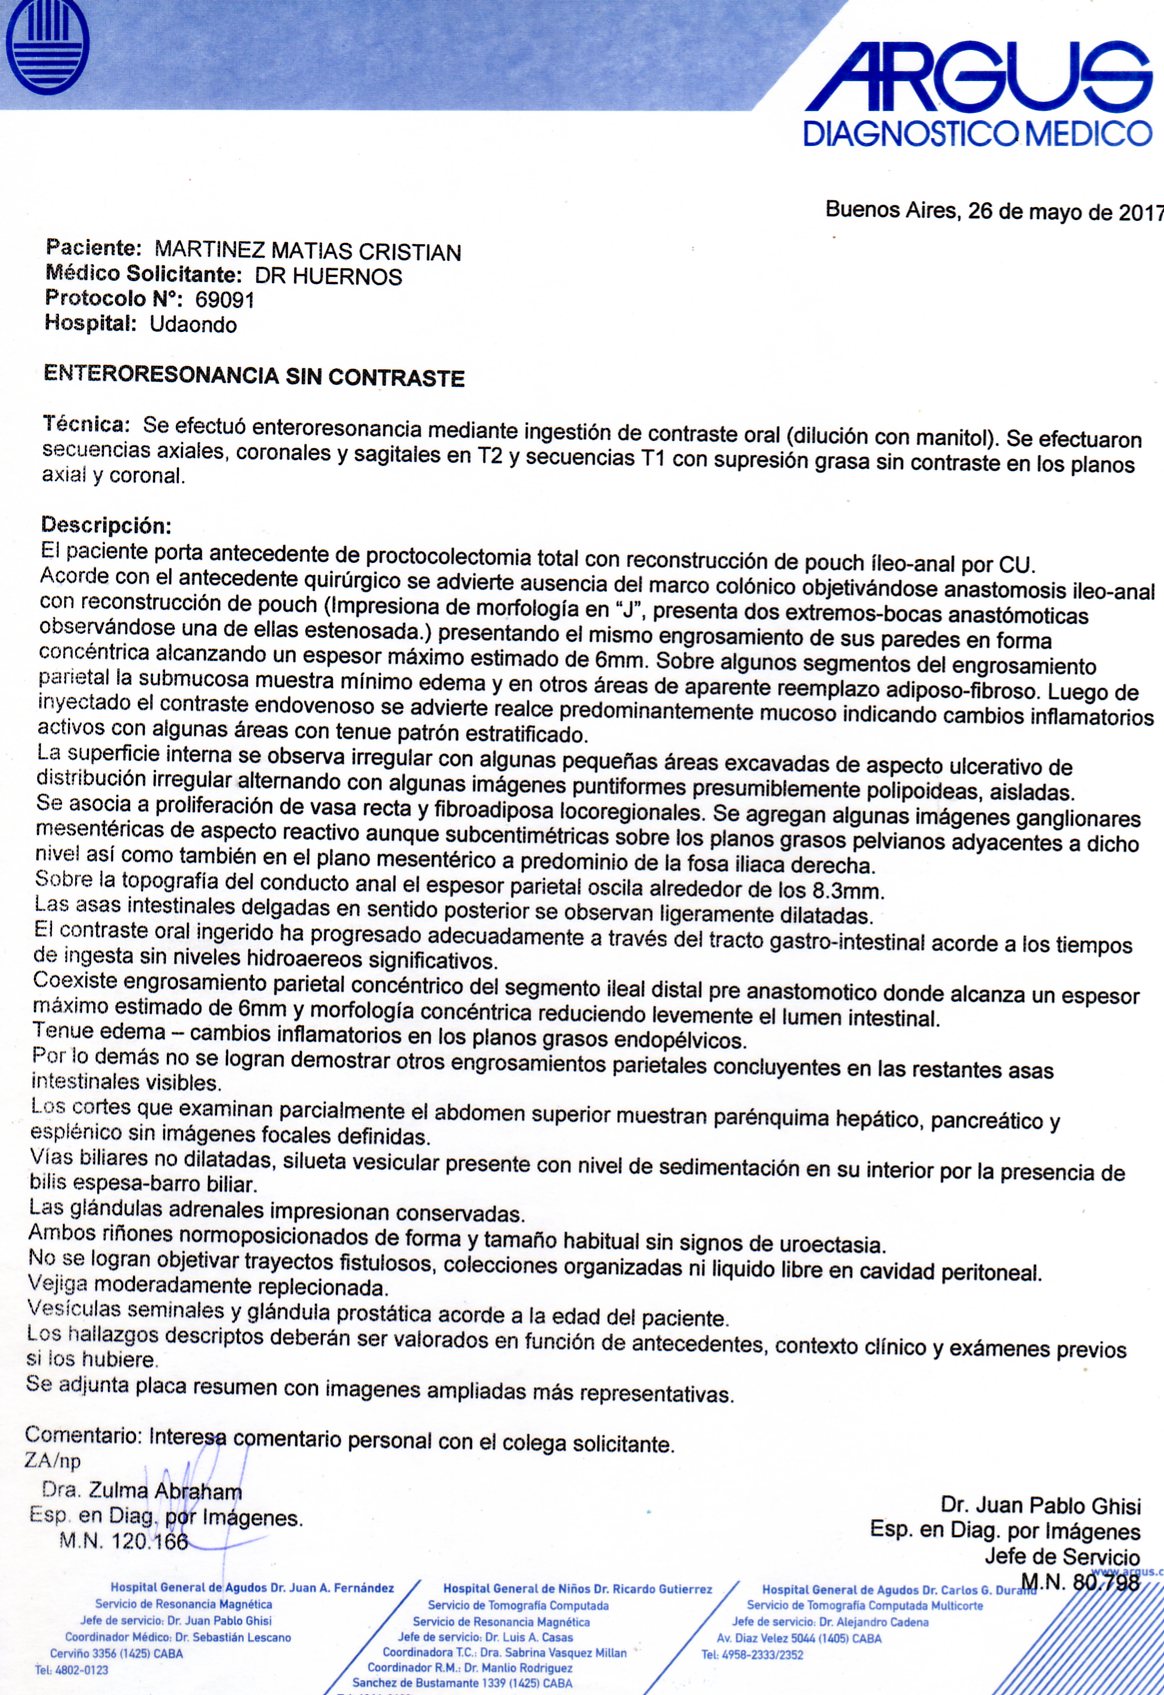 ARGUS
DIAGNOSTICO MEDICO
Buenos Aires, 26 de mayo de 2017
Paciente: MARTINEZ MATIAS CRISTIAN
Médico Solicitante: DR HUERNOS
Protocolo Nº: 69091
Hospital: Udaondo
ENTERORESONANCIA SIN CONTRASTE
Técnica: Se efectuó enteroresonancia mediante ingestión de contraste oral (dilución con manitol). Se efectuaron
secuencias axiales, coronales y sagitales en T2 y secuencias T1 con supresión grasa sin contraste en los planos
axial y coronal.
Descripción:
El paciente porta antecedente de proctocolectomia total con reconstrucción de pouch íleo-anal por CU.
Acorde con el antecedente quirúrgico se advierte ausencia del marco colónico objetivándose anastomosis ileo-anal
con reconstrucción de pouch (Impresiona de morfología en "J", presenta dos extremos-bocas anastómoticas
observándose una de ellas estenosada.) presentando el mismo engrosamiento de sus paredes en forma
concéntrica alcanzando un espesor máximo estimado de 6mm. Sobre algunos segmentos del engrosamiento
parietal la submucosa muestra mínimo edema y en otros áreas de aparente reemplazo adiposo-fibroso. Luego de
inyectado el contraste endovenoso se advierte realce predominantemente mucoso indicando cambios inflamatorios
activos con algunas áreas con tenue patrón estratificado.
La superficie interna se observa irregular con algunas pequeñas áreas excavadas de aspecto ulcerativo de
distribución irregular alternando con algunas imágenes puntiformes presumiblemente polipoideas, aisladas.
Se asocia a proliferación de vasa recta y fibroadiposa locoregionales. Se agregan algunas imágenes ganglionares
mesentéricas de aspecto reactivo aunque subcentimétricas sobre los planos grasos pelvianos adyacentes a dicho
nivel así como también en el plano mesentérico a predominio de la fosa iliaca derecha.
Sobre la topografía del conducto anal el espesor parietal oscila alrededor de los 8.3mm.
Las asas intestinales delgadas en sentido posterior se observan ligeramente dilatadas.
El contraste oral ingerido ha progresado adecuadamente a través del tracto gastro-intestinal acorde a los tiempos
de ingesta sin niveles hidroaereos significativos.
Coexiste engrosamiento parietal concéntrico del segmento ileal distal pre anastomotico donde alcanza un espesor
máximo estimado de 6mm y morfología concéntrica reduciendo levemente el lumen intestinal.
Tenue edema – cambios inflamatorios en los planos grasos endopélvicos.
Por lo demás no se logran demostrar otros engrosamientos parietales concluyentes en las restantes asas
intestinales visibles.
Los cortes que examinan parcialmente el abdomen superior muestran parénquima hepático, pancreático y
esplénico sin imágenes focales definidas.
Vías biliares no dilatadas, silueta vesicular presente con nivel de sedimentación en su interior por la presencia de
bilis espesa-barro biliar.
Las glándulas adrenales impresionan conservadas.
Ambos riñones normoposicionados de forma y tamaño habitual sin signos de uroectasia.
No se logran objetivar trayectos fistulosos, colecciones organizadas ni liquido libre en cavidad peritoneal.
Vejiga moderadamente replecionada.
Vesículas seminales y glándula prostática acorde a la edad del paciente.
Los hallazgos descriptos deberán ser valorados en función de antecedentes, contexto clínico y exámenes previos
si los hubiere.
Se adjunta placa resumen con imagenes ampliadas más representativas.
Comentario: Interesa comentario personal con el colega solicitante.
ZA/np
Dra. Zulma Abraham
Esp. en Diag. por Imágenes.
M.N. 120.166
Dr. Juan Pablo Ghisi
Esp. en Diag. por Imágenes
Jefe de Servicio
M.N. 80.798
www.argus.c
Hospital General de Agudos Dr. Juan A. Fernández
Servicio de Resonancia Magnética
Jefe de servicio: Dr. Juan Pablo Ghisi
Coordinador Médico: Dr. Sebastián Lescano
Cerviño 3356 (1425) CABA
Tel: 4802-0123
Hospital General de Niños Dr. Ricardo Gutierrez
Servicio de Tomografía Computada
Servicio de Resonancia Magnética
Jefe de servicio: Dr. Luis A. Casas
Coordinadora T.C.: Dra. Sabrina Vasquez Millan
Coordinador R.M.: Dr. Manlio Rodriguez
Sanchez de Bustamante 1339 (1425) CABA
Hospital General de Agudos Dr. Carlos G. Durand
Servicio de Tomografía Computada Multicorte
Jefe de servicio: Dr. Alejandro Cadena
Av. Diaz Velez 5044 (1405) CABA
Tel: 4958-2333/2352